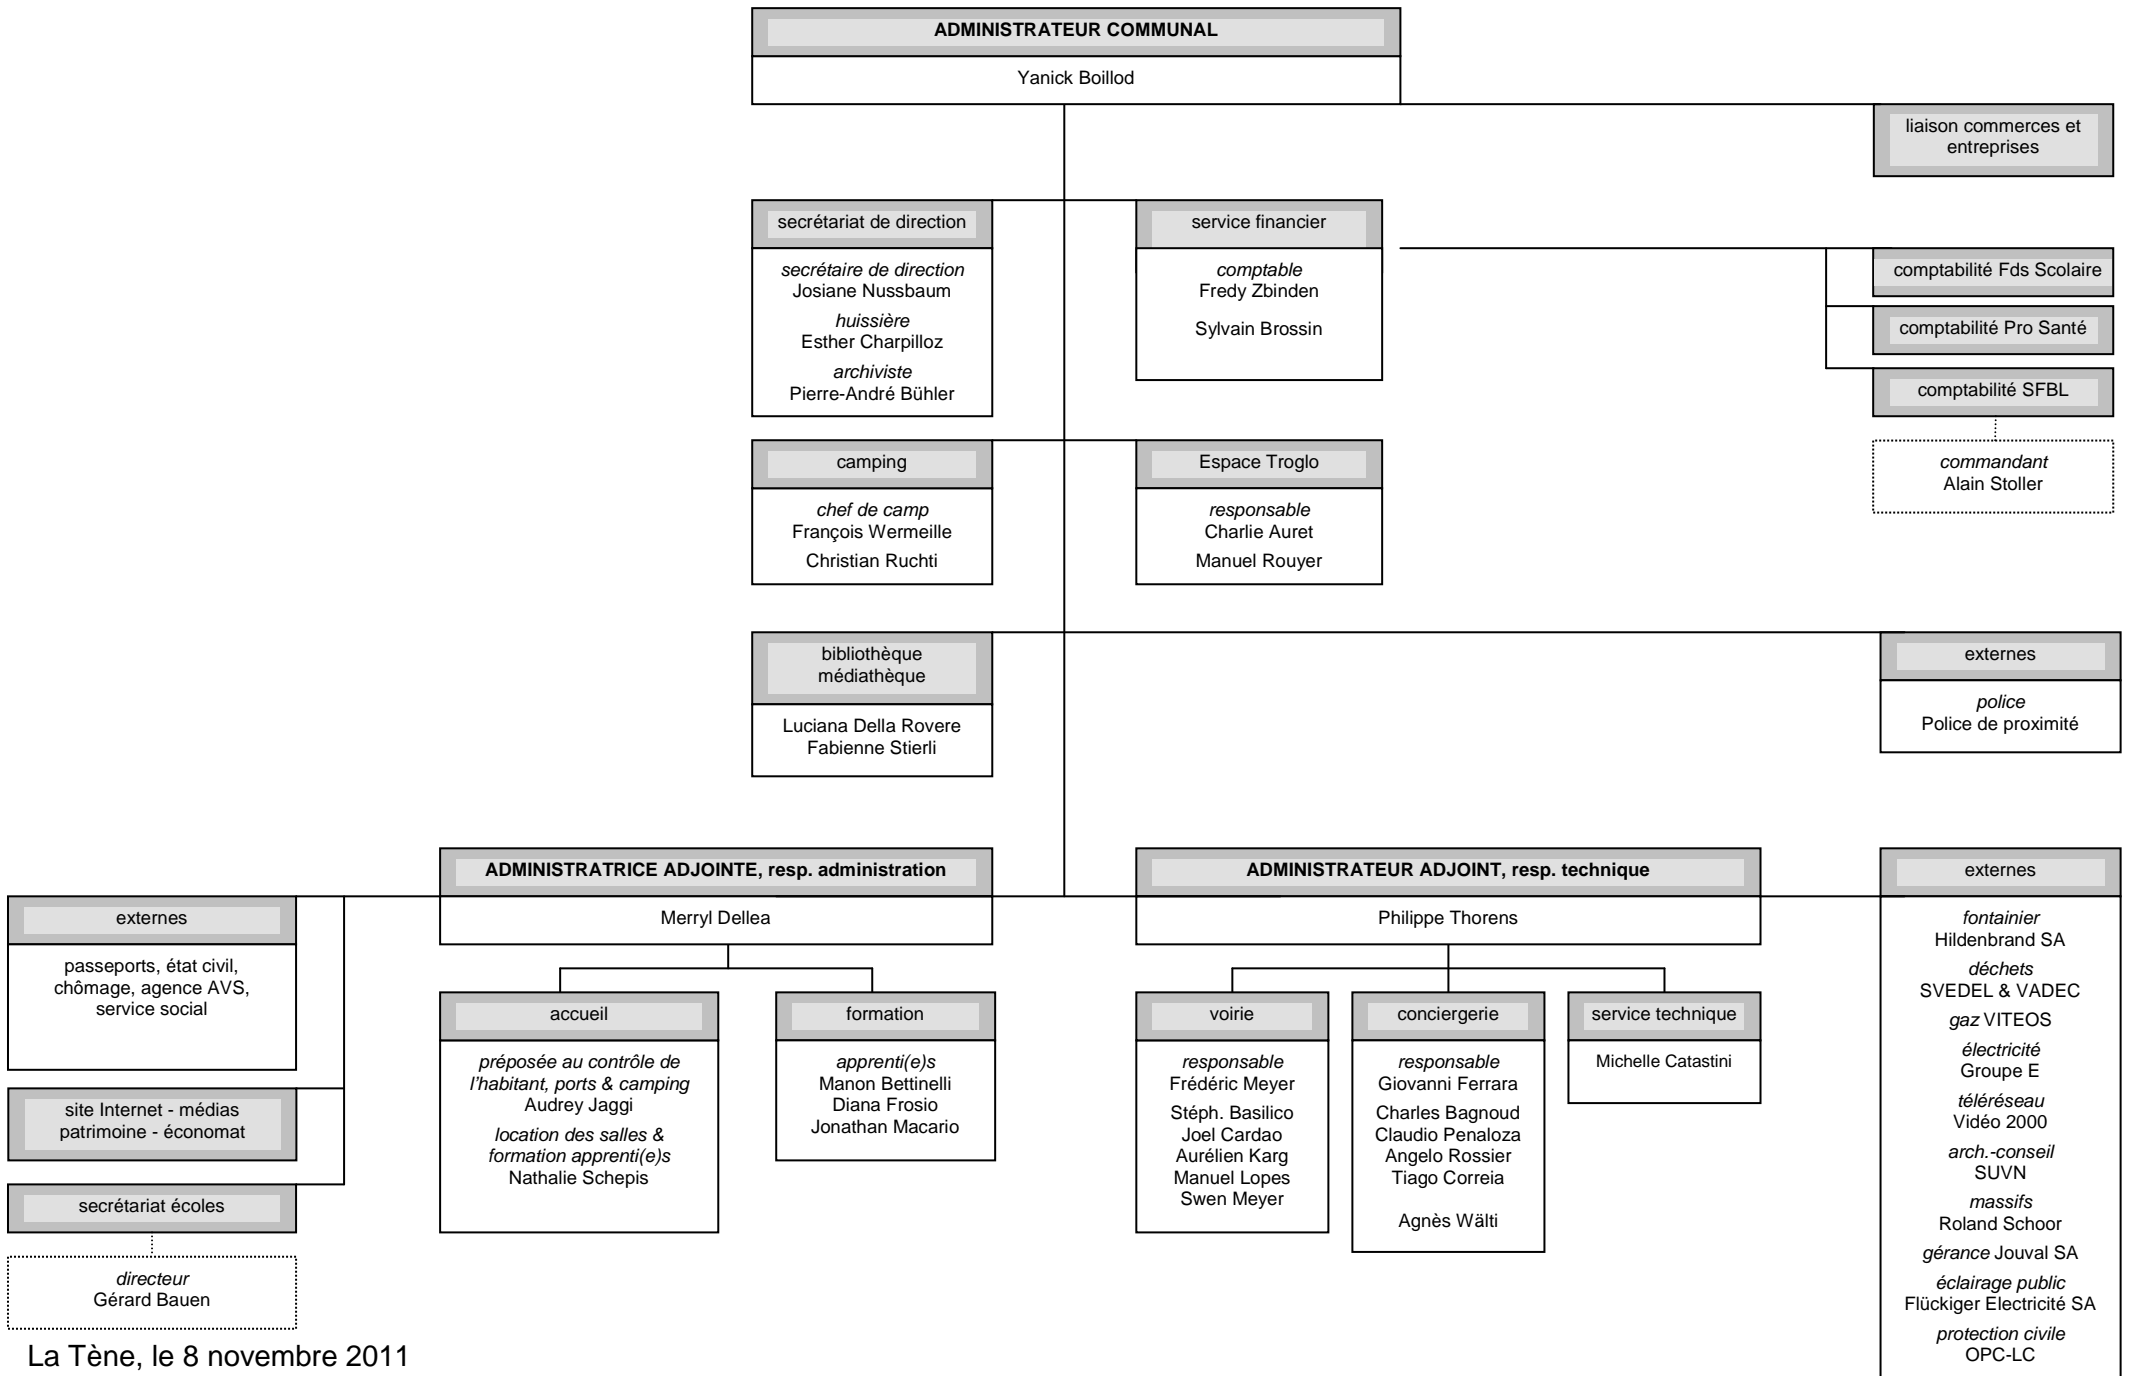 ADMINISTRATEUR COMMUNAL
Yanick Boillod
liaison commerces et
entreprises
secrétariat de direction
secrétaire de direction
Josiane Nussbaum
huissière
Esther Charpilloz
archiviste
Pierre-André Bühler
service financier
comptable
Fredy Zbinden
Sylvain Brossin
comptabilité Fds Scolaire
comptabilité Pro Santé
comptabilité SFBL
commandant
Alain Stoller
camping
chef de camp
François Wermeille
Christian Ruchti
Espace Troglo
responsable
Charlie Auret
Manuel Rouyer
bibliothèque
médiathèque
Luciana Della Rovere
Fabienne Stierli
externes
police
Police de proximité
ADMINISTRATRICE ADJOINTE, resp. administration
Merryl Dellea
ADMINISTRATEUR ADJOINT, resp. technique
Philippe Thorens
externes
passeports, état civil,
chômage, agence AVS,
service social
site Internet - médias
patrimoine - économat
secrétariat écoles
directeur
Gérard Bauen
accueil
préposée au contrôle de
l'habitant, ports & camping
Audrey Jaggi
location des salles &
formation apprenti(e)s
Nathalie Schepis
formation
apprenti(e)s
Manon Bettinelli
Diana Frosio
Jonathan Macario
voirie
responsable
Frédéric Meyer
Stéph. Basilico
Joel Cardao
Aurélien Karg
Manuel Lopes
Swen Meyer
conciergerie
responsable
Giovanni Ferrara
Charles Bagnoud
Claudio Penaloza
Angelo Rossier
Tiago Correia
Agnès Wälti
service technique
Michelle Catastini
externes
fontainier
Hildenbrand SA
déchets
SVEDEL & VADEC
gaz VITEOS
électricité
Groupe E
téléréseau
Vidéo 2000
arch.-conseil
SUVN
massifs
Roland Schoor
gérance Jouval SA
éclairage public
Flückiger Electricité SA
protection civile
OPC-LC
La Tène, le 8 novembre 2011